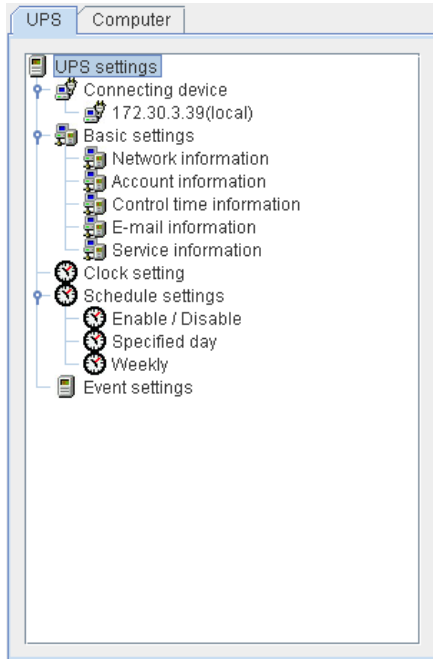 UPS Computer
UPS settings
Connecting device
172.30.3.39(local)
Basic settings
Network information
Account information
Control time information
E-mail information
Service information
Clock setting
Schedule settings
Enable / Disable
Specified day
Weekly
Event settings